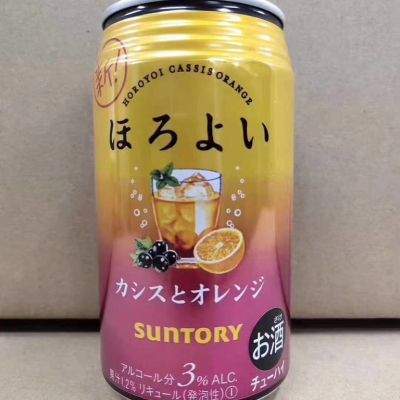 新!
HOROYOI CASSIS ORANGE
ほろよい
カシスとオレンジ
SUNTORY
お酒
アルコール分 3% ALC.
果汁1.2% リキュール(発泡性)①
チューハイ